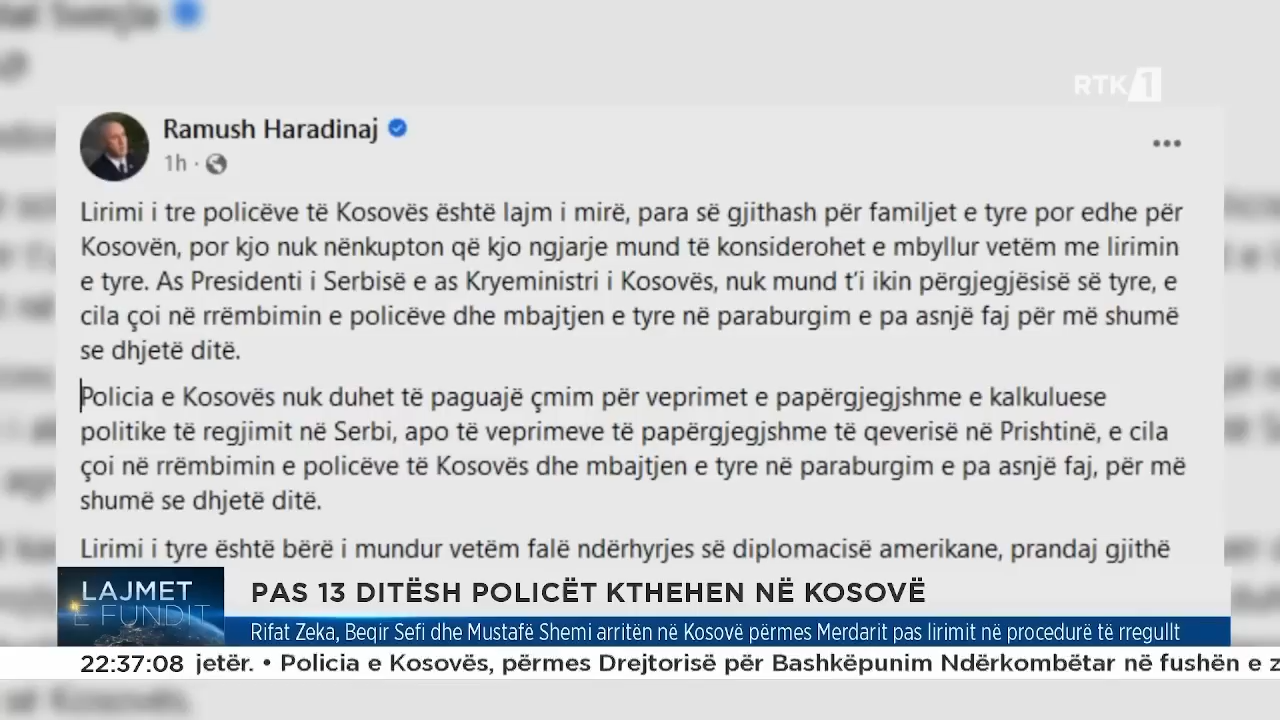 RTK 1
Ramush Haradinaj
1h ·
Lirimi i tre policëve të Kosovës është lajm i mirë, para së gjithash për familjet e tyre por edhe për
Kosovën, por kjo nuk nënkupton që kjo ngjarje mund të konsiderohet e mbyllur vetëm me lirimin
e tyre. As Presidenti i Serbisë e as Kryeministri i Kosovës, nuk mund t'i ikin përgjegjësisë së tyre, e
cila çoi në rrëmbimin e policëve dhe mbajtjen e tyre në paraburgim e pa asnjë faj për më shumë
se dhjetë ditë.
Policia e Kosovës nuk duhet të paguajë çmim për veprimet e papërgjegjshme e kalkuluese
politike të regjimit në Serbi, apo të veprimeve të papërgjegjshme të qeverisë në Prishtinë, e cila
çoi në rrëmbimin e policëve të Kosovës dhe mbajtjen e tyre në paraburgim e pa asnjë faj, për më
shumë se dhjetë ditë.
Lirimi i tyre është bërë i mundur vetëm falë ndërhyrjes së diplomacisë amerikane, prandaj gjithë
LAJMET
E FUNDIT
PAS 13 DITËSH POLICËT KTHEHEN NË KOSOVË
Rifat Zeka, Beqir Sefi dhe Mustafë Shemi arritën në Kosovë përmes Merdarit pas lirimit në procedurë të rregullt
22:37:08 jetër. • Policia e Kosovës, përmes Drejtorisë për Bashkëpunim Ndërkombëtar në fushën e z
së Kosovës.